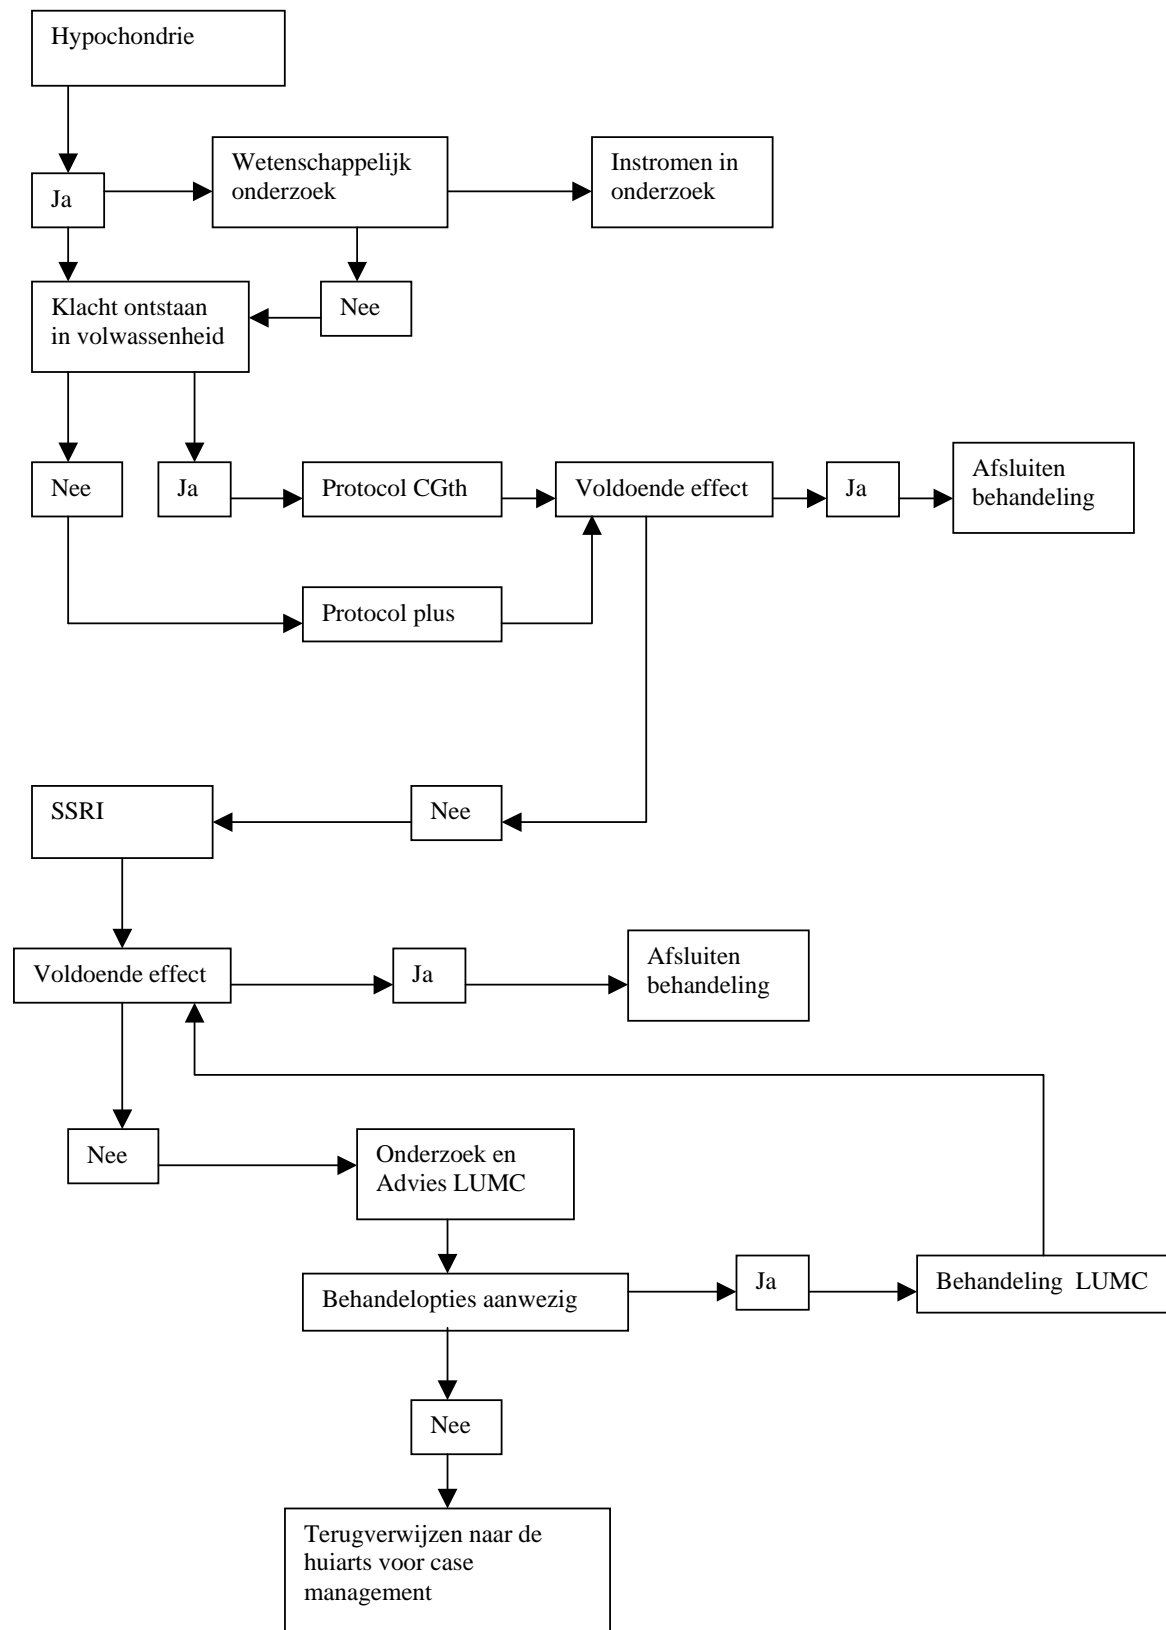 Hypochondrie
Wetenschappelijk
onderzoek
Instromen in
onderzoek
Ja
Klacht ontstaan
in volwassenheid
Nee
Nee
Ja
Protocol CGth
Voldoende effect
Ja
Afsluiten
behandeling
Protocol plus
SSRI
Nee
Voldoende effect
Ja
Afsluiten
behandeling
Nee
Onderzoek en
Advies LUMC
Behandelopties aanwezig
Ja
Behandeling LUMC
Nee
Terugverwijzen naar de
huiarts voor case
management